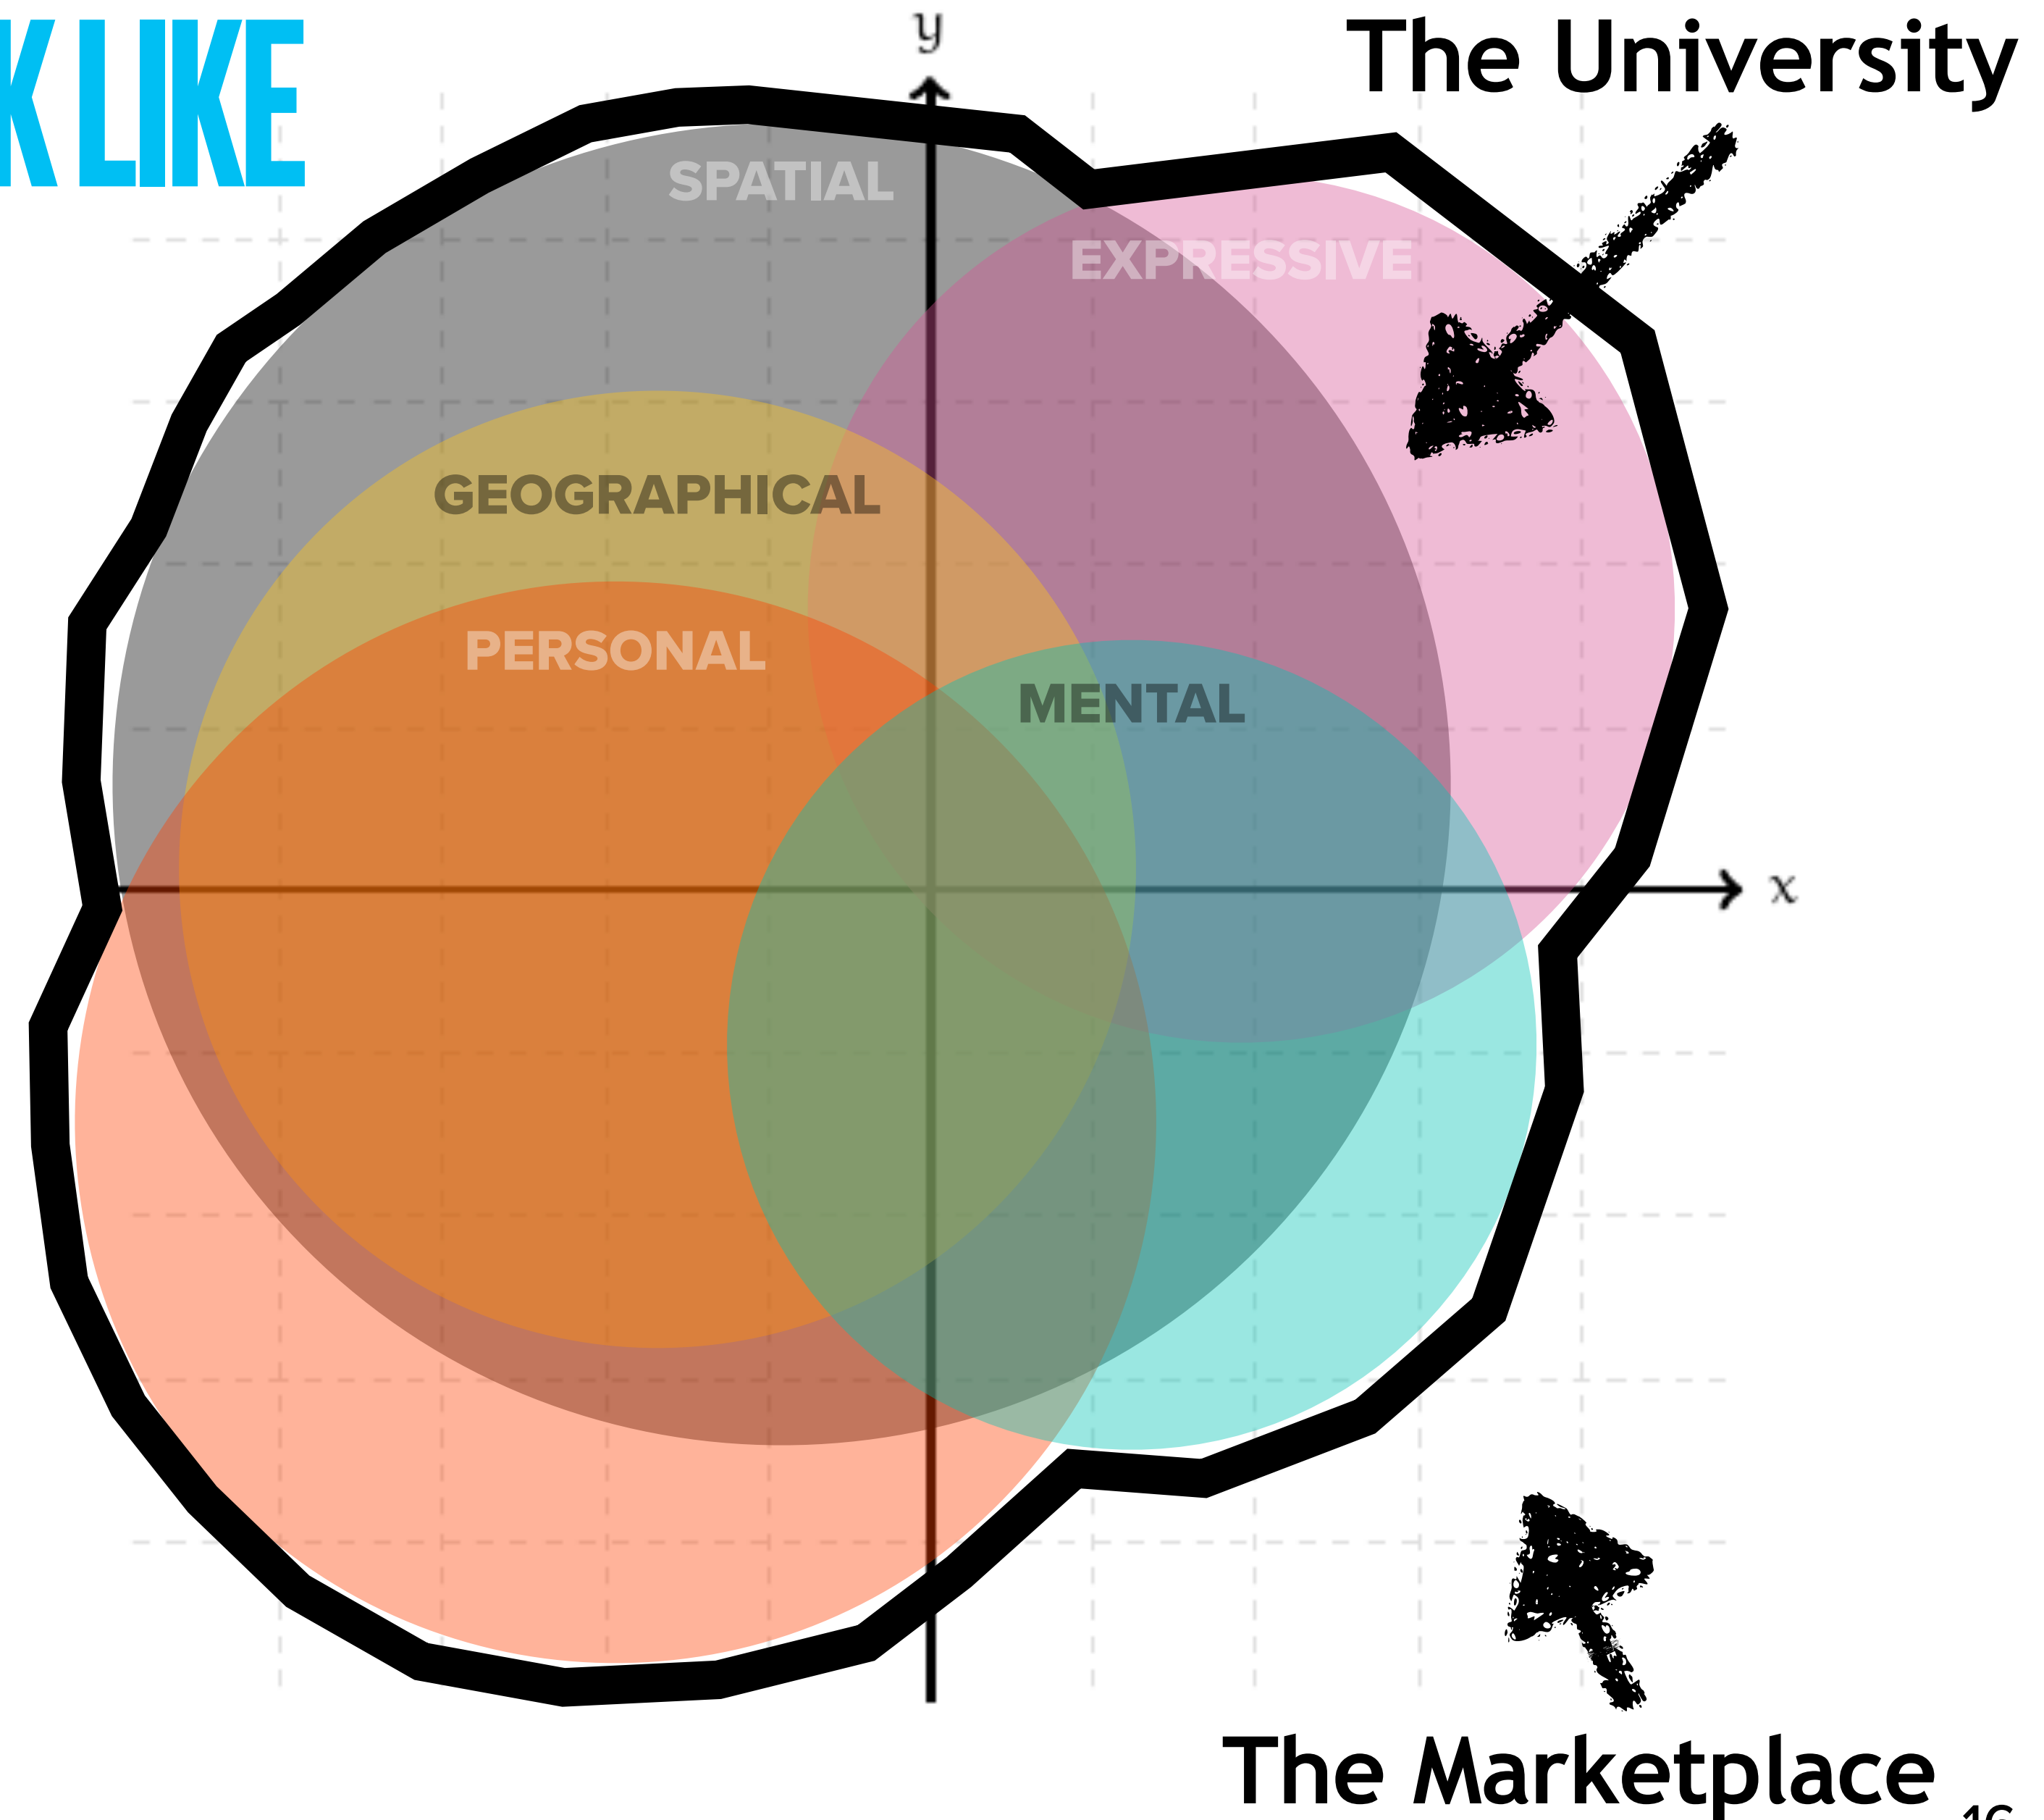 K LIKE
y
The University
SPATIAL
EXPRESSIVE
GEOGRAPHICAL
PERSONAL
MENTAL
x
The Marketplace